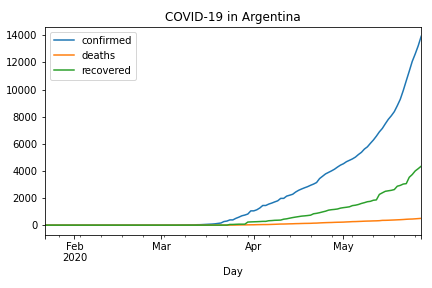 COVID-19 in Argentina
14000
12000
10000
8000
6000
4000
2000
0
confirmed
deaths
recovered
Feb
2020
Mar
Apr
May
Day